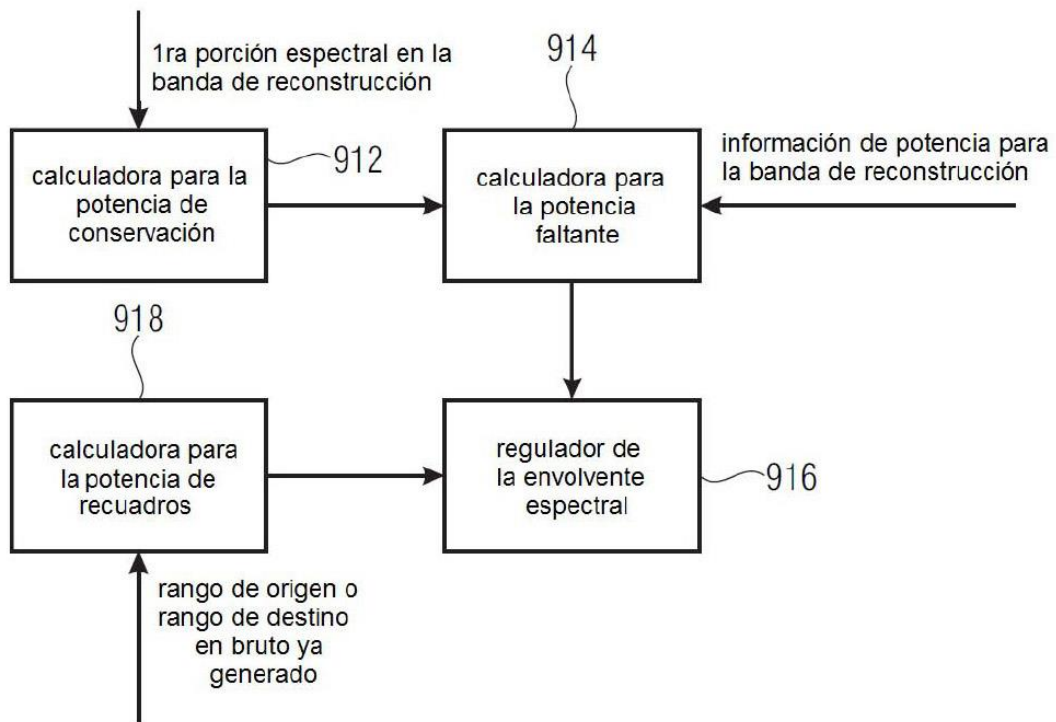 1ra porción espectral en la
banda de reconstrucción
914
912
información de potencia para
la banda de reconstrucción
calculadora para la
potencia de
conservación
calculadora para
la potencia
faltante
918
calculadora para
la potencia de
recuadros
regulador de
la envolvente
espectral
916
rango de origen o
rango de destino
en bruto ya
generado